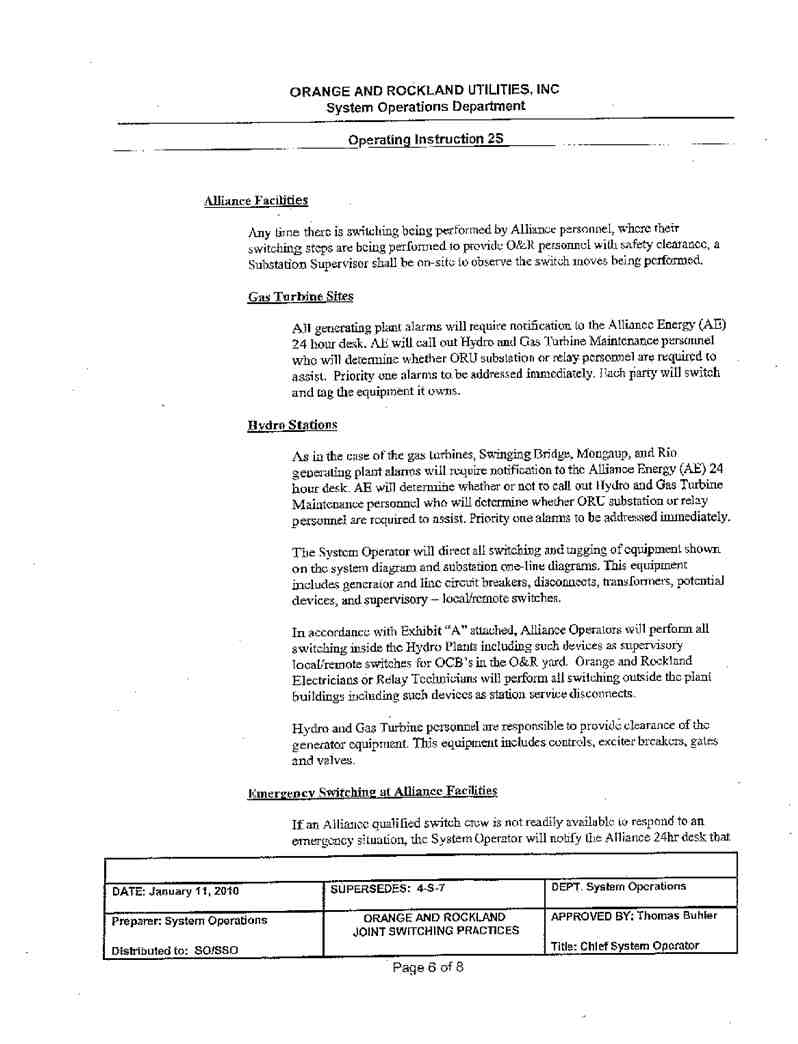 ORANGE AND ROCKLAND UTILITIES, INC
System Operations Department
Operating Instruction 2S
Alliance Facilities
Any time there is switching being performed by Alliance personnel, where their
switching steps are being performed to provide O&R personnel with safety clearance, a
Substation Supervisor shall be on-site to observe the switch moves being performed.
Gas Turbine Sites
All generating plant alarms will require notification to the Alliance Energy (AE)
24 hour desk. AE will call out Hydro and Gas Turbine Maintenance personnel
who will determine whether ORU substation or relay personnel are required to
assist. Priority one alarms to be addressed immediately. Each party will switch
and tag the equipment it owns.
Hydro Stations
As in the case of the gas turbines, Swinging Bridge, Mongaup, and Rio
generating plant alarms will require notification to the Alliance Energy (AE) 24
hour desk. AE will determine whether or not to call out Hydro and Gas Turbine
Maintenance personnel who will determine whether ORU substation or relay
personnel are required to assist. Priority one alarms to be addressed immediately.
The System Operator will direct all switching and tagging of equipment shown
on the system diagram and substation one-line diagrams. This equipment
includes generator and line circuit breakers, disconnects, transformers, potential
devices, and supervisory – local/remote switches.
In accordance with Exhibit "A" attached, Alliance Operators will perform all
switching inside the Hydro Plants including such devices as supervisory
local/remote switches for OCB's in the O&R yard. Orange and Rockland
Electricians or Relay Technicians will perform all switching outside the plant
buildings including such devices as station service disconnects.
Hydro and Gas Turbine personnel are responsible to provide clearance of the
generator equipment. This equipment includes controls, exciter breakers, gates
and valves.
Emergency Switching at Alliance Facilities
If an Alliance qualified switch crew is not readily available to respond to an
emergency situation, the System Operator will notify the Alliance 24hr desk that
DATE: January 11, 2010
SUPERSEDES: 4-S-7
DEPT. System Operations
Preparer: System Operations
Distributed to: SO/SSO
ORANGE AND ROCKLAND
JOINT SWITCHING PRACTICES
APPROVED BY: Thomas Buhler
Title: Chief System Operator
Page 6 of 8